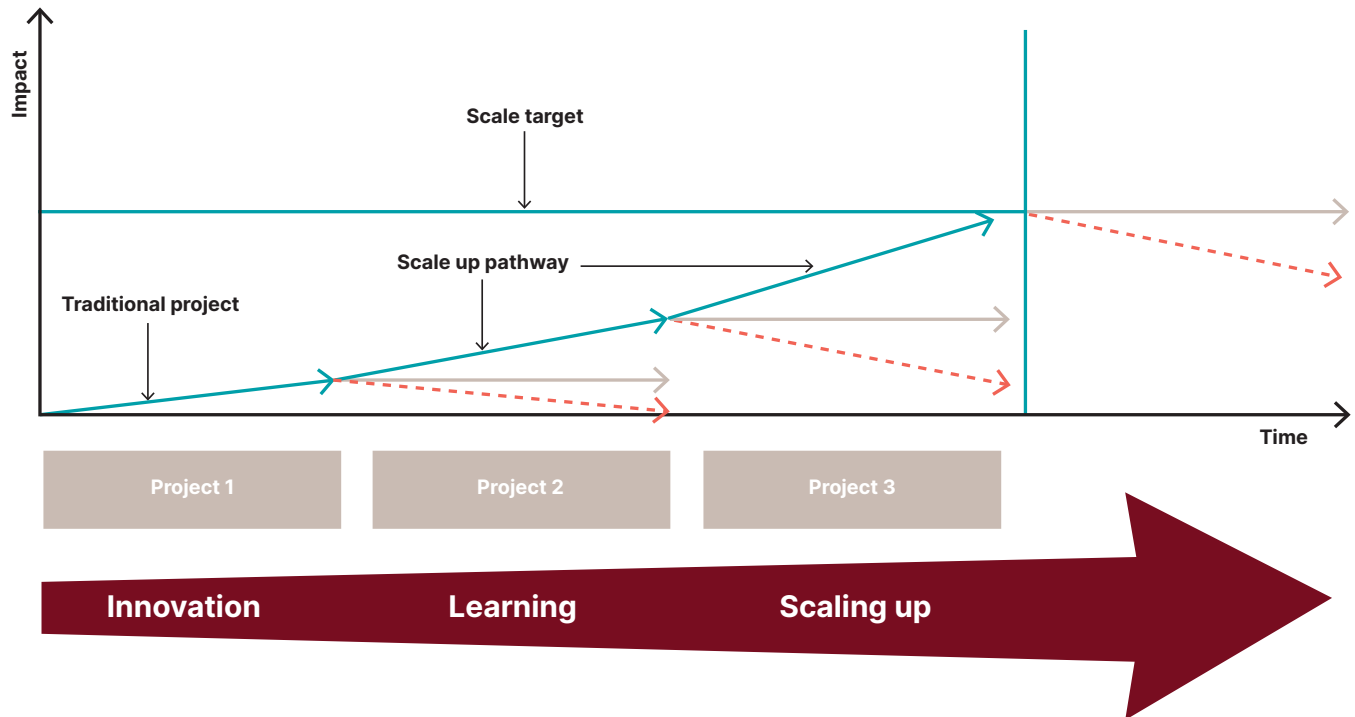 Impact
Scale target
Scale up pathway
Traditional project
Time
Project 1
Project 2
Project 3
Innovation
Learning
Scaling up